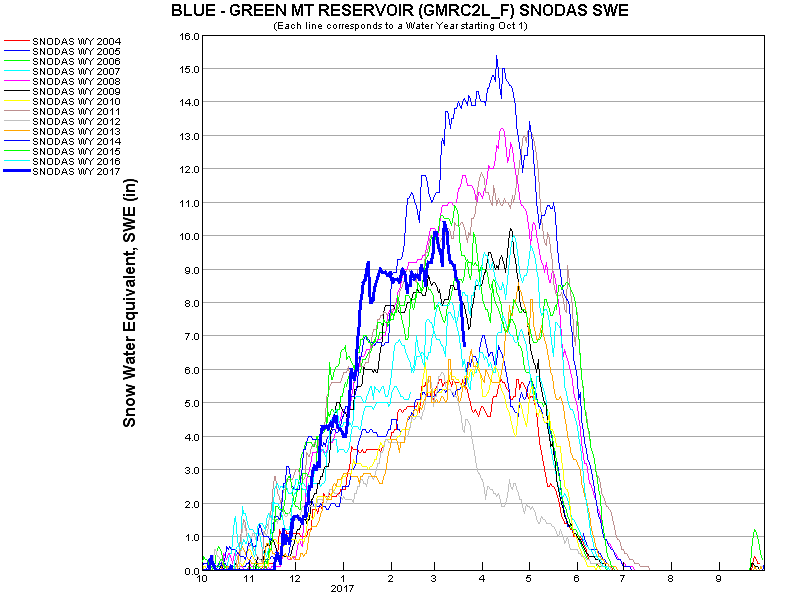 BLUE - GREEN MT RESERVOIR (GMRC2L_F) SNODAS SWE
(Each line corresponds to a Water Year starting Oct 1)
SNODAS WY 2004
SNODAS WY 2005
SNODAS WY 2006
SNODAS WY 2007
SNODAS WY 2008
SNODAS WY 2009
SNODAS WY 2010
SNODAS WY 2011
SNODAS WY 2012
SNODAS WY 2013
SNODAS WY 2014
SNODAS WY 2015
SNODAS WY 2016
SNODAS WY 2017
Snow Water Equivalent, SWE (in)
16.0
15.0
14.0
13.0
12.0
11.0
10.0
9.0
8.0
7.0
6.0
5.0
4.0
3.0
2.0
1.0
0.0
10 11 12 1 2 3 4 5 6 7 8 9
2017